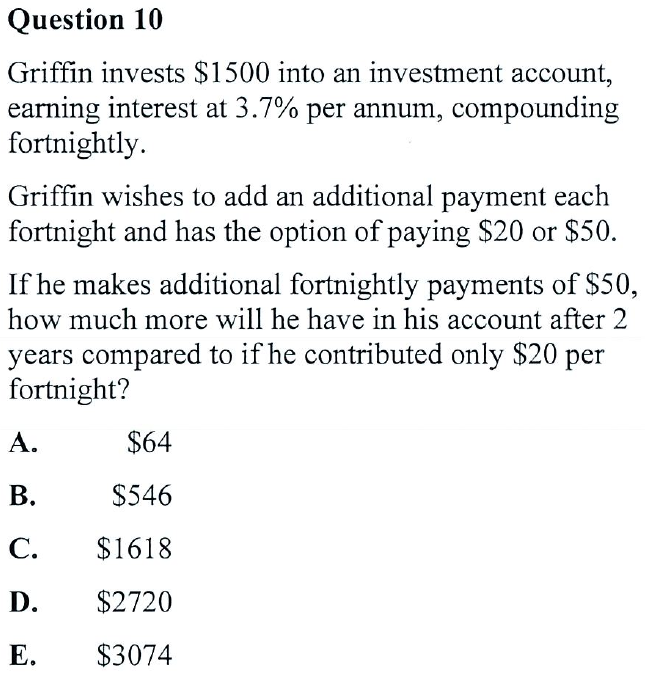 Question 10
Griffin invests $1500 into an investment account,
earning interest at 3.7% per annum, compounding
fortnightly.
Griffin wishes to add an additional payment each
fortnight and has the option of paying $20 or $50.
If he makes additional fortnightly payments of $50,
how much more will he have in his account after 2
years compared to if he contributed only $20 per
fortnight?
A. $64
B. $546
C. $1618
D. $2720
E. $3074